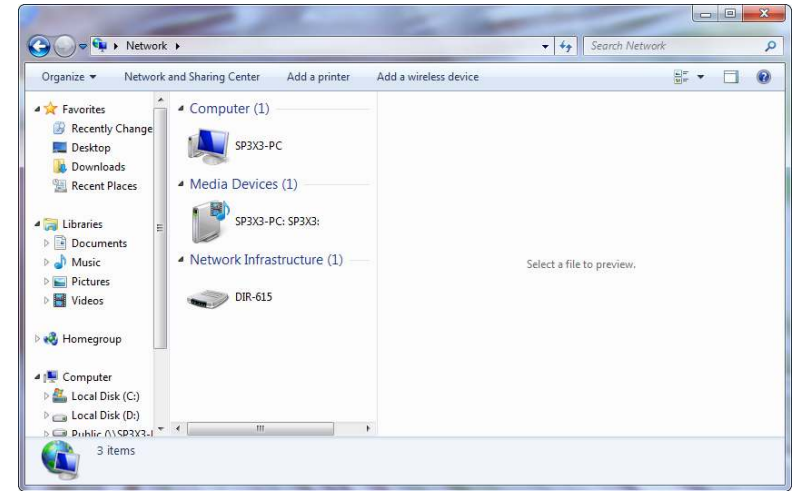 Network
Search Network
Organize
Network and Sharing Center
Add a printer
Add a wireless device
Favorites
Recently Change
Desktop
Downloads
Recent Places
Libraries
Documents
Music
Pictures
Videos
Homegroup
Computer
Local Disk (C:)
Local Disk (D:)
Public (\\SP3X3-
Computer (1)
SP3X3-PC
Media Devices (1)
SP3X3-PC: SP3X3:
Network Infrastructure (1)
DIR-615
Select a file to preview.
3 items